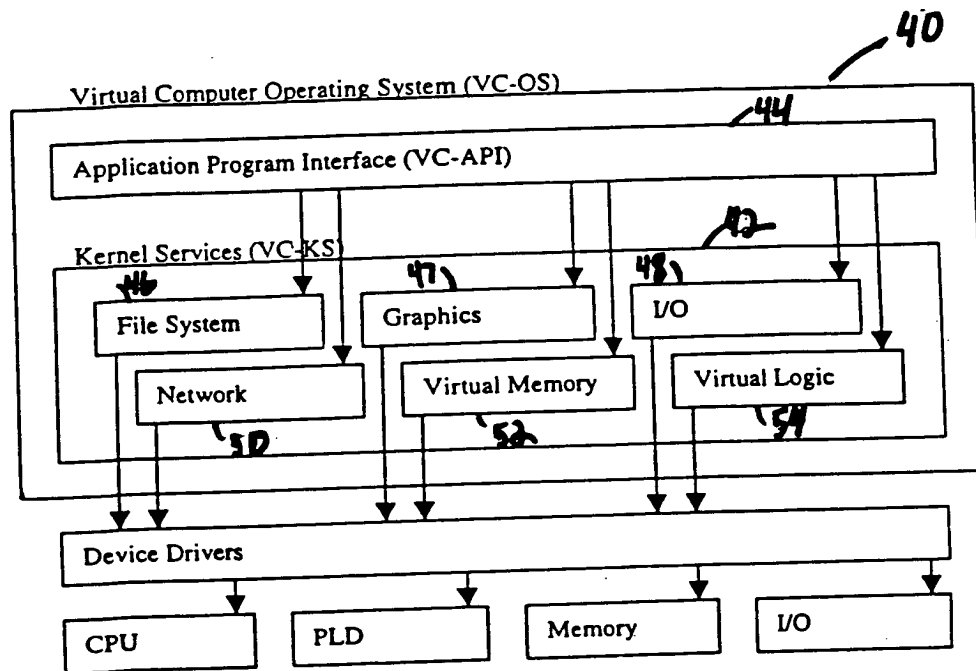 40
Virtual Computer Operating System (VC-OS)
44
Application Program Interface (VC-API)
42
Kernel Services (VC-KS)
46
47
48
File System
Graphics
I/O
Network
Virtual Memory
Virtual Logic
50
52
54
Device Drivers
CPU
PLD
Memory
I/O